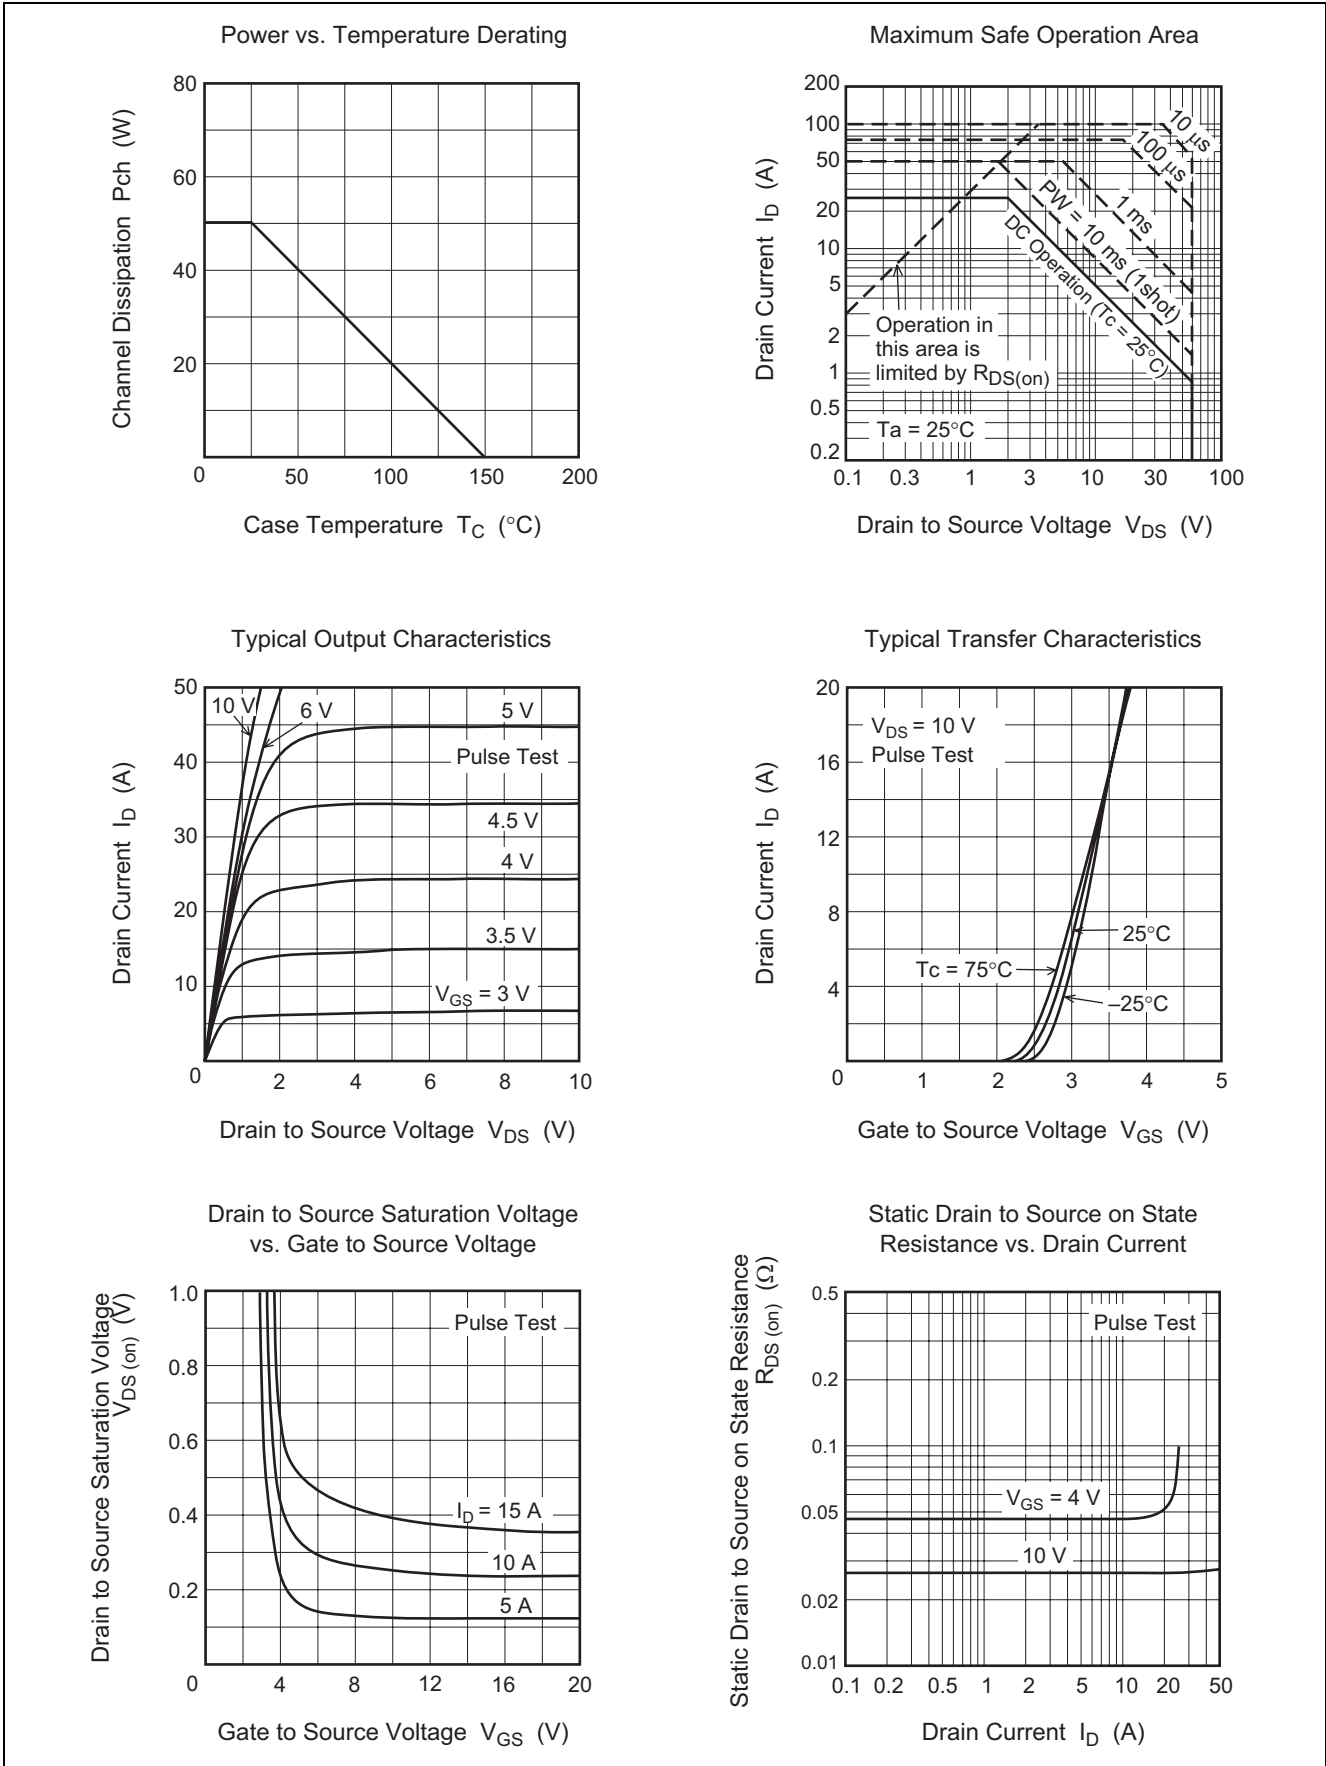 Power vs. Temperature Derating
Channel Dissipation Pch (W)
80
60
40
20
0
50
100
150
200
Case Temperature TC (°C)
Maximum Safe Operation Area
Drain Current ID (A)
200
100
50
20
10
5
2
1
0.5
0.2
10 µs
100 µs
1 ms
PW = 10 ms (1shot)
DC Operation (Tc = 25°C)
Operation in
this area is
limited by RDS(on)
Ta = 25°C
0.1
0.3
1
3
10
30
100
Drain to Source Voltage VDS (V)
Typical Output Characteristics
Drain Current ID (A)
50
40
30
20
10
0
10 V
6 V
5 V
Pulse Test
4.5 V
4 V
3.5 V
VGS = 3 V
2
4
6
8
10
Drain to Source Voltage VDS (V)
Typical Transfer Characteristics
Drain Current ID (A)
20
16
12
8
4
0
VDS = 10 V
Pulse Test
25°C
Tc = 75°C
–25°C
1
2
3
4
5
Gate to Source Voltage VGS (V)
Drain to Source Saturation Voltage
vs. Gate to Source Voltage
Drain to Source Saturation Voltage
VDS (on) (V)
1.0
0.8
0.6
0.4
0.2
0
Pulse Test
ID = 15 A
10 A
5 A
4
8
12
16
20
Gate to Source Voltage VGS (V)
Static Drain to Source on State
Resistance vs. Drain Current
Static Drain to Source on State Resistance
RDS (on) (Ω)
0.5
0.2
0.1
0.05
0.02
0.01
Pulse Test
VGS = 4 V
10 V
0.1
0.2
0.5
1
2
5
10
20
50
Drain Current ID (A)